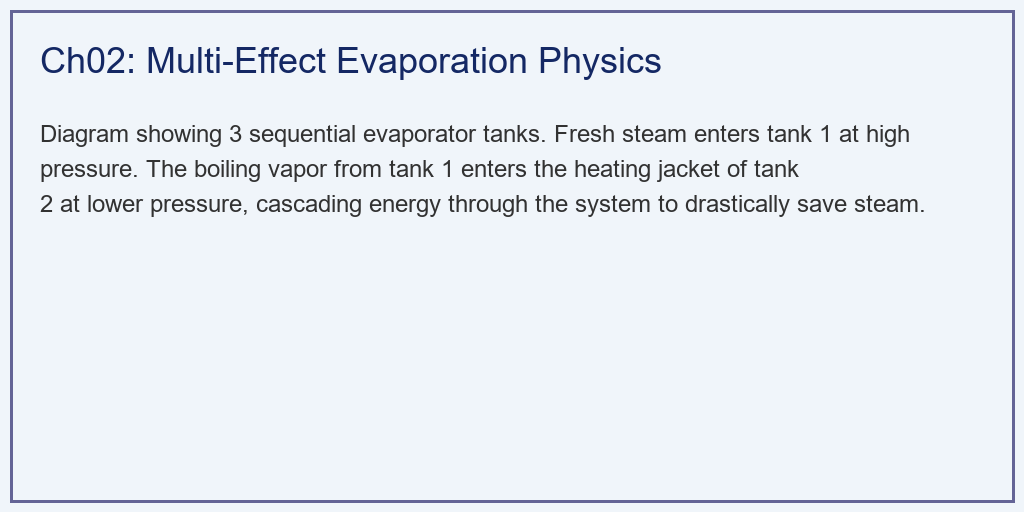 Ch02: Multi-Effect Evaporation Physics
Diagram showing 3 sequential evaporator tanks. Fresh steam enters tank 1 at high
pressure. The boiling vapor from tank 1 enters the heating jacket of tank
2 at lower pressure, cascading energy through the system to drastically save steam.